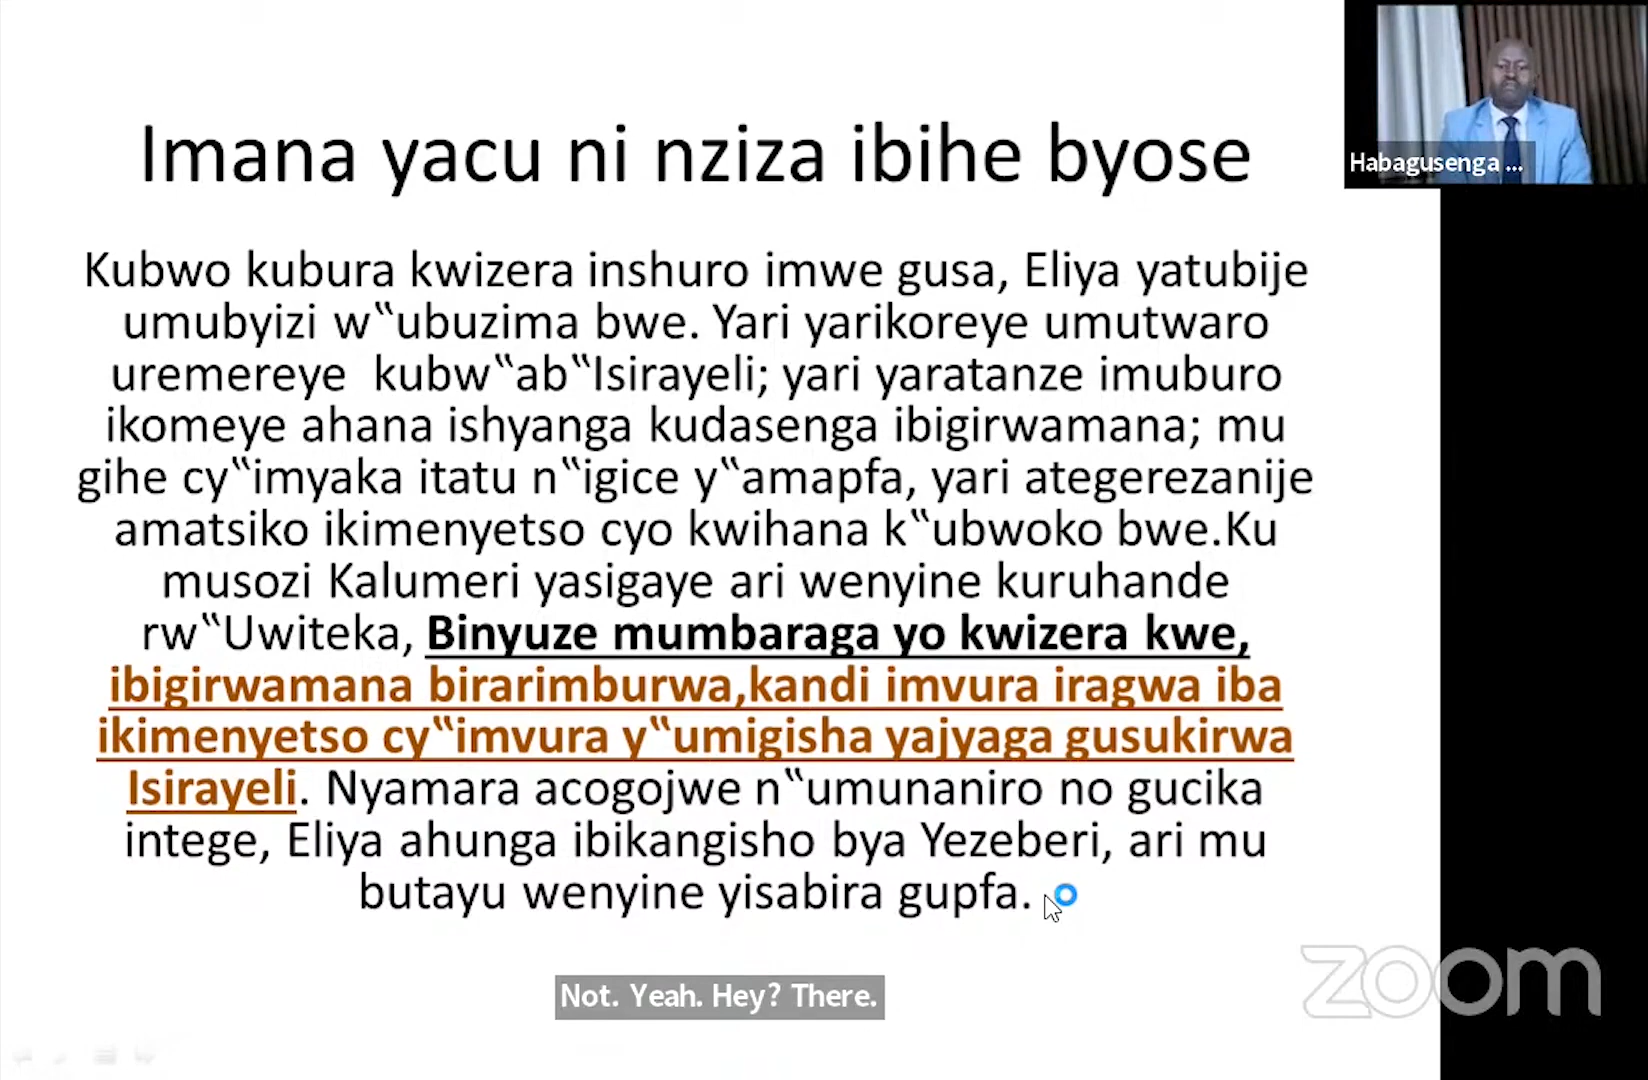 Imana yacu ni nziza ibihe byose
Habagusenga ...
Kubwo kubura kwizera inshuro imwe gusa, Eliya yatubije
umubyizi w‟ubuzima bwe. Yari yarikoreye umutwaro
uremereye kubw‟ab‟Isirayeli; yari yaratanze imuburo
ikomeye ahana ishyanga kudasenga ibigirwamana; mu
gihe cy‟imyaka itatu n‟igice y‟amapfa, yari ategerezanije
amatsiko ikimenyetso cyo kwihana k‟ubwoko bwe.Ku
musozi Kalumeri yasigaye ari wenyine kuruhande
rw‟Uwiteka, Binyuze mumbaraga yo kwizera kwe,
ibigirwamana birarimburwa,kandi imvura iragwa iba
ikimenyetso cy‟imvura y‟umigisha yajyaga gusukirwa
Isirayeli. Nyamara acogojwe n‟umunaniro no gucika
intege, Eliya ahunga ibikangisho bya Yezeberi, ari mu
butayu wenyine yisabira gupfa.
Not. Yeah. Hey? There.
zoom